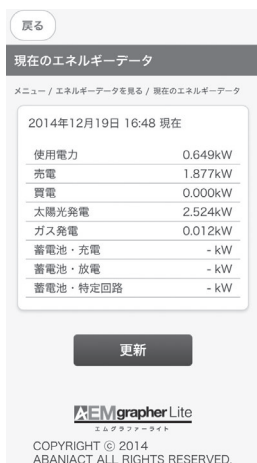 戻る
現在のエネルギーデータ
メニュー / エネルギーデータを見る / 現在のエネルギーデータ
2014年12月19日 16:48 現在
使用電力 0.649kW
売電 1.877kW
買電 0.000kW
太陽光発電 2.524kW
ガス発電 0.012kW
蓄電池・充電 - kW
蓄電池・放電 - kW
蓄電池・特定回路 - kW
更新
AEMgrapher Lite
エムグラファーライト
COPYRIGHT © 2014
ABANIACT ALL RIGHTS RESERVED.